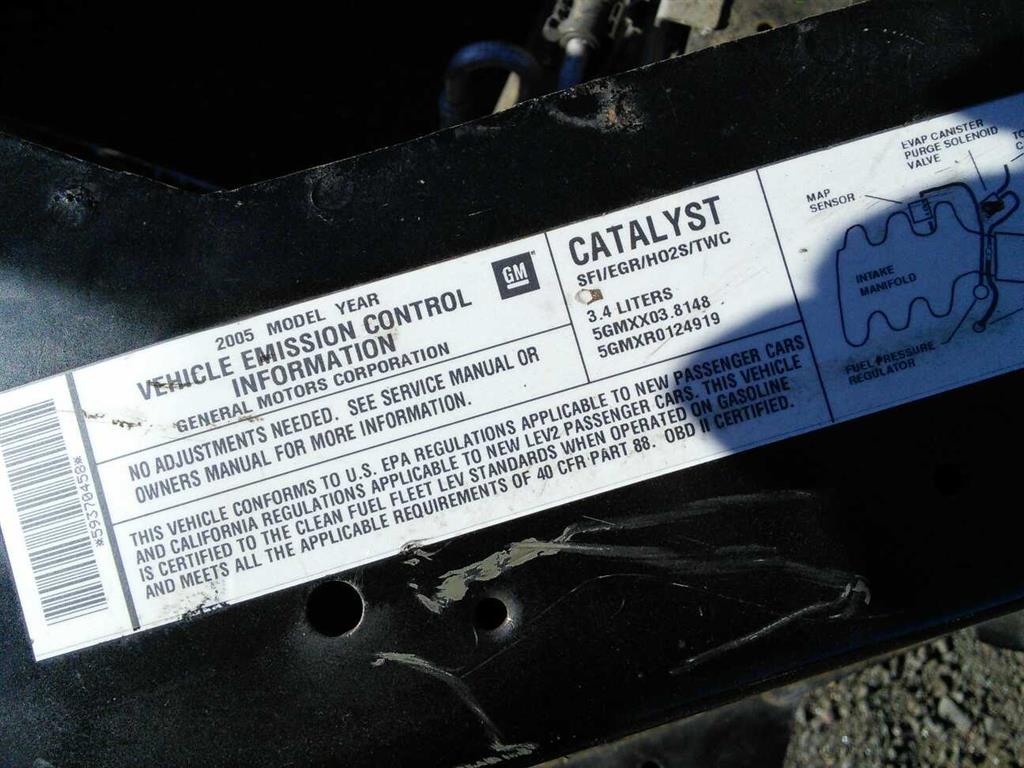 *59370458*
2005 MODEL YEAR
VEHICLE EMISSION CONTROL
INFORMATION
GENERAL MOTORS CORPORATION
GM
NO ADJUSTMENTS NEEDED. SEE SERVICE MANUAL OR
OWNERS MANUAL FOR MORE INFORMATION.
CATALYST
SFI/EGR/HO2S/TWC
3.4 LITERS
5GMXX03.8148
5GMXR0124919
THIS VEHICLE CONFORMS TO U.S. EPA REGULATIONS APPLICABLE TO NEW PASSENGER CARS
AND CALIFORNIA REGULATIONS APPLICABLE TO NEW LEV2 PASSENGER CARS. THIS VEHICLE
IS CERTIFIED TO THE CLEAN FUEL FLEET LEV STANDARDS WHEN OPERATED ON GASOLINE
AND MEETS ALL THE APPLICABLE REQUIREMENTS OF 40 CFR PART 88. OBD II CERTIFIED.
MAP
SENSOR
EVAP CANISTER
PURGE SOLENOID
VALVE
INTAKE
MANIFOLD
FUEL PRESSURE
REGULATOR